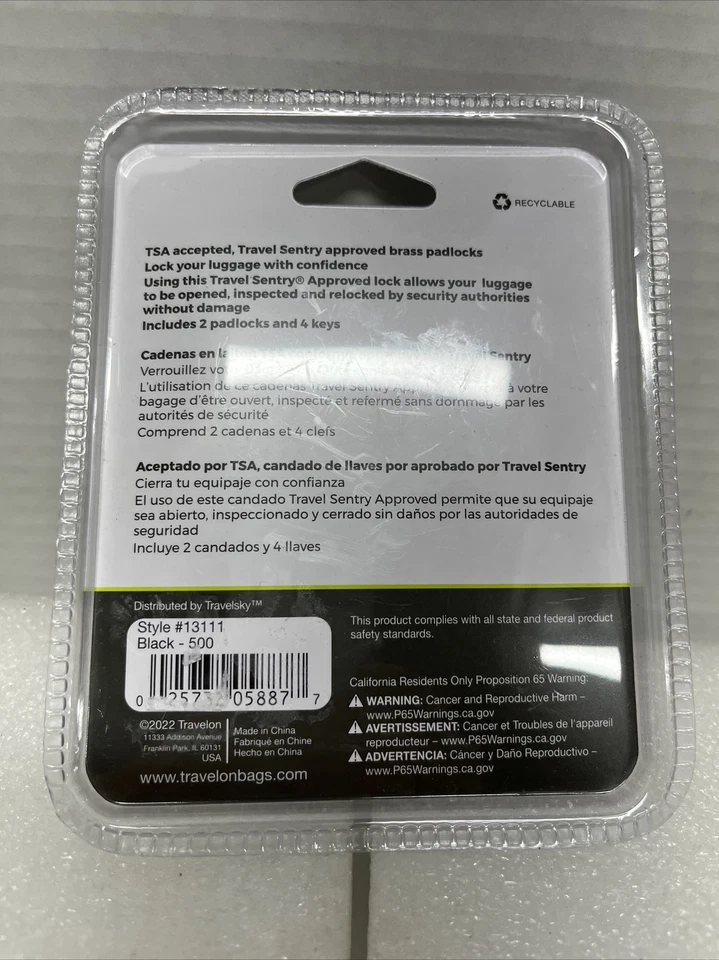 RECYCLABLE
TSA accepted, Travel Sentry approved brass padlocks
Lock your luggage with confidence
Using this Travel Sentry® Approved lock allows your luggage
to be opened, inspected and relocked by security authorities
without damage
Includes 2 padlocks and 4 keys
Cadenas en Sentry
Verrouillez
L'utilisation de ce cadenas Travel Sentry à votre
bagage d'être ouvert, inspecté et refermé sans dommage par les
autorités de sécurité
Comprend 2 cadenas et 4 clefs
Aceptado por TSA, candado de llaves por aprobado por Travel Sentry
Cierra tu equipaje con confianza
El uso de este candado Travel Sentry Approved permite que su equipaje
sea abierto, inspeccionado y cerrado sin daños por las autoridades de
seguridad
Incluye 2 candados y 4 llaves
Distributed by Travelsky™
Style #13111
Black - 500
0 05887 7
©2022 Travelon
11333 Addison Avenue
Franklin Park, IL 60131
USA
Made in China
Fabriqué en Chine
Hecho en China
www.travelonbags.com
This product complies with all state and federal product
safety standards.
California Residents Only Proposition 65 Warning:
WARNING: Cancer and Reproductive Harm –
www.P65Warnings.ca.gov
AVERTISSEMENT: Cancer et Troubles de l'appareil
reproducteur – www.P65Warnings.ca.gov
ADVERTENCIA: Cáncer y Daño Reproductivo –
www.P65Warnings.ca.gov